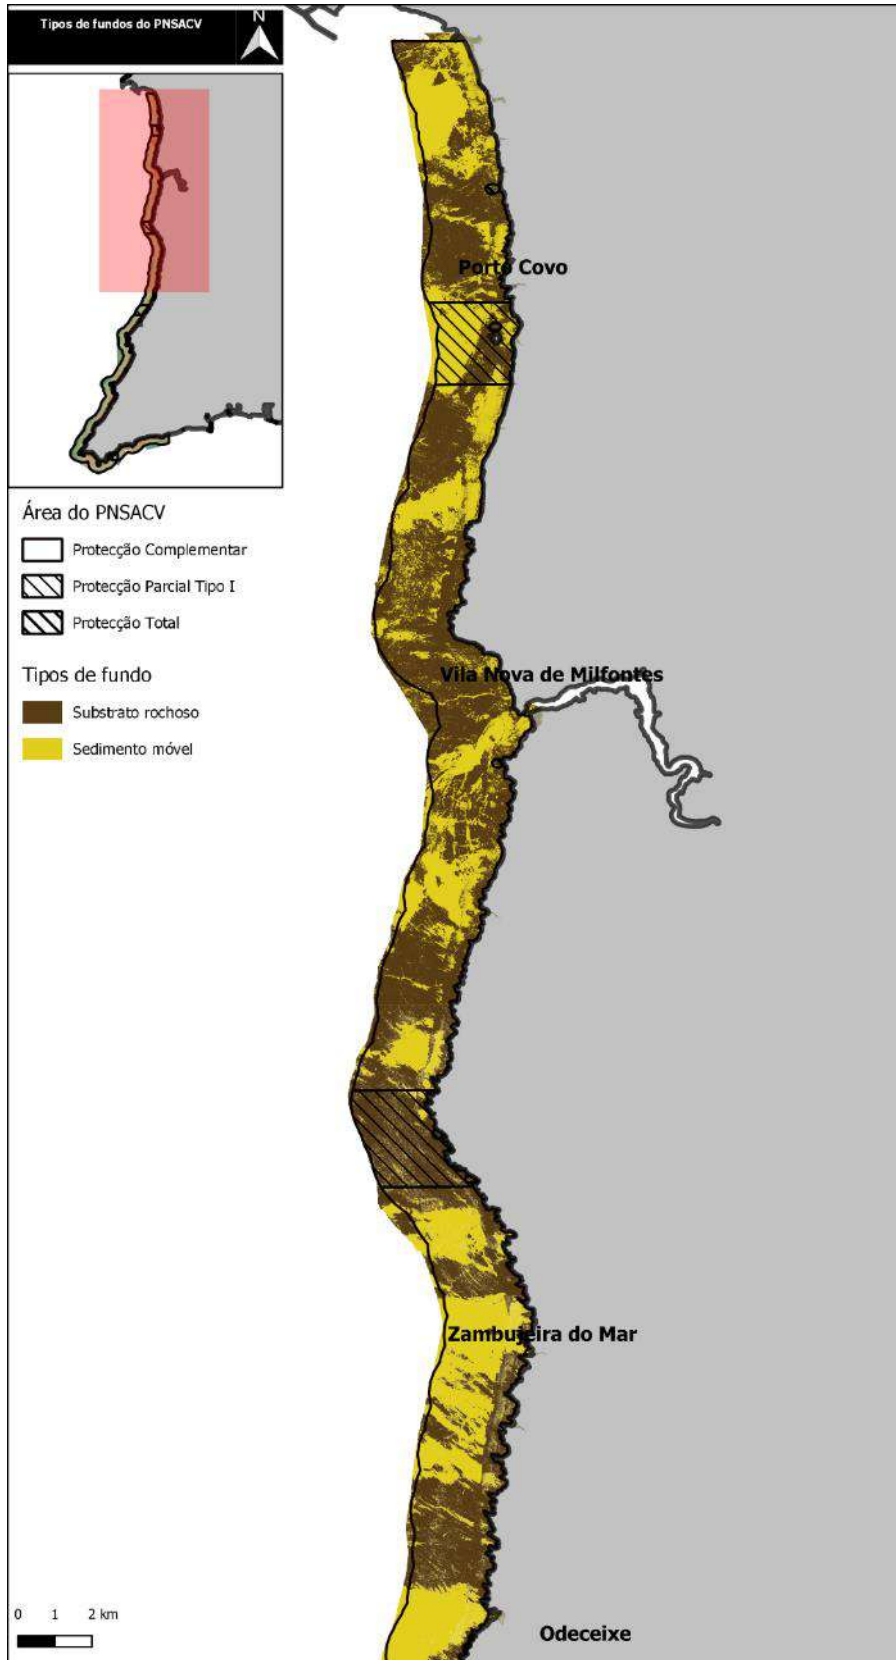 Tipos de fundos do PNSACV
N
Porto Covo
Área do PNSACV
Protecção Complementar
Protecção Parcial Tipo I
Protecção Total
Vila Nova de Milfontes
Tipos de fundo
Substrato rochoso
Sedimento móvel
Zambujeira do Mar
0 1 2 km
Odeceixe